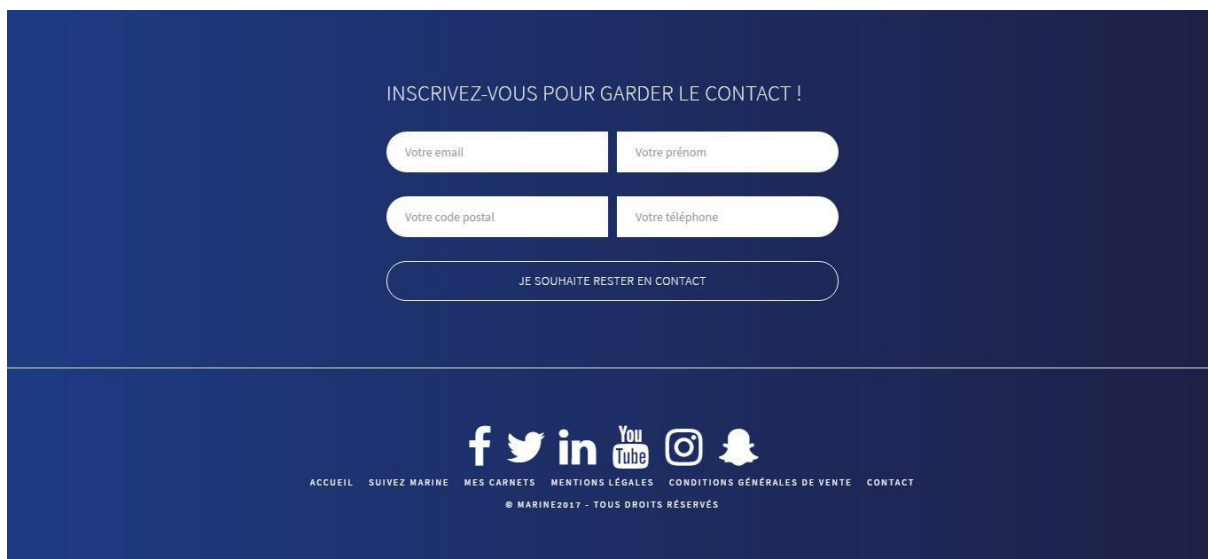 INSCRIVEZ-VOUS POUR GARDER LE CONTACT !
Votre email
Votre prénom
Votre code postal
Votre téléphone
JE SOUHAITE RESTER EN CONTACT
You
Tube
ACCUEIL SUIVEZ MARINE MES CARNETS MENTIONS LÉGALES CONDITIONS GÉNÉRALES DE VENTE CONTACT
© MARINE2017 - TOUS DROITS RÉSERVÉS